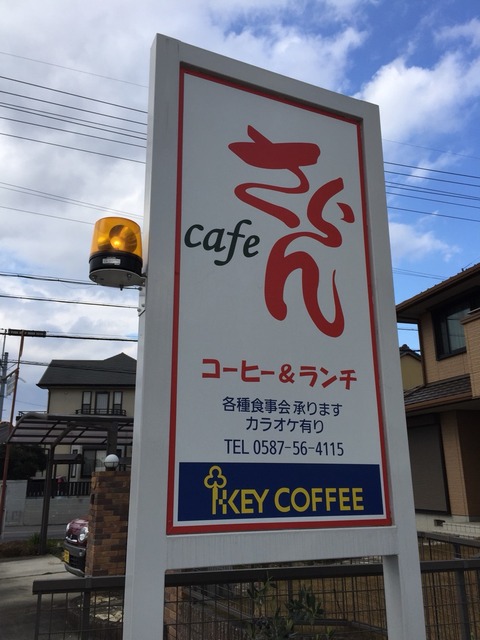 cafe
さらん
コーヒー&ランチ
各種食事会承ります
カラオケ有り
TEL 0587-56-4115
KEY COFFEE